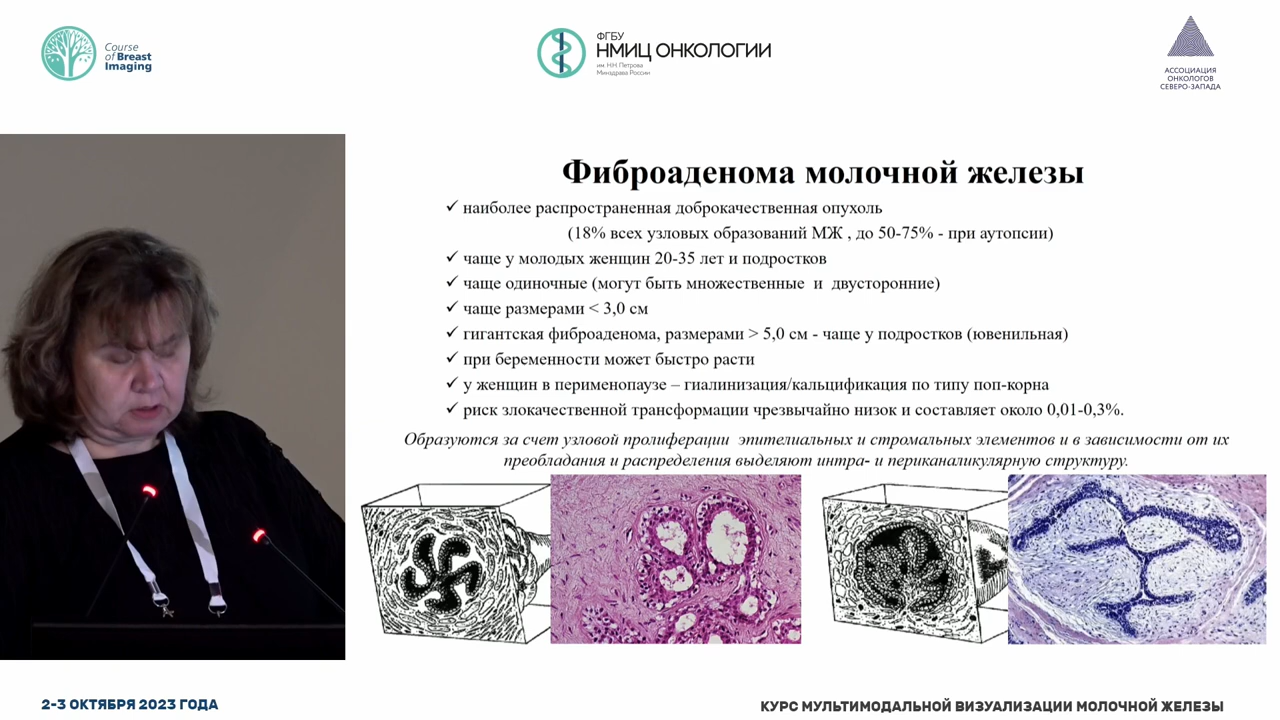 Course
of Breast
Imaging
ФГБУ
НМИЦ ОНКОЛОГИИ
им. Н.Н. Петрова
Минздрава России
АССОЦИАЦИЯ
ОНКОЛОГОВ
СЕВЕРО-ЗАПАДА
Фиброаденома молочной железы
✓ наиболее распространенная доброкачественная опухоль
(18% всех узловых образований МЖ , до 50-75% - при аутопсии)
✓ чаще у молодых женщин 20-35 лет и подростков
✓ чаще одиночные (могут быть множественные и двусторонние)
✓ чаще размерами < 3,0 см
✓ гигантская фиброаденома, размерами > 5,0 см - чаще у подростков (ювенильная)
✓ при беременности может быстро расти
✓ у женщин в перименопаузе – гиалинизация/кальцификация по типу поп-корна
✓ риск злокачественной трансформации чрезвычайно низок и составляет около 0,01-0,3%.
Образуются за счет узловой пролиферации эпителиальных и стромальных элементов и в зависимости от их
преобладания и распределения выделяют интра- и периканаликулярную структуру.
2-3 ОКТЯБРЯ 2023 ГОДА
КУРС МУЛЬТИМОДАЛЬНОЙ ВИЗУАЛИЗАЦИИ МОЛОЧНОЙ ЖЕЛЕЗЫ